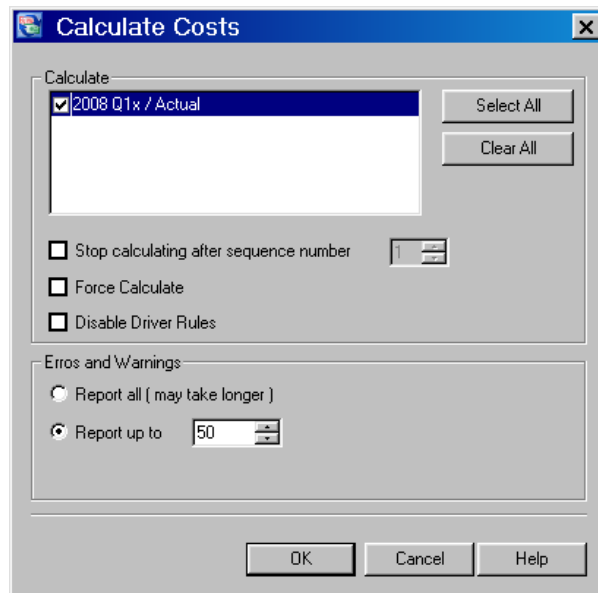 Calculate Costs
Calculate
2008 Q1x / Actual
Select All
Clear All
Stop calculating after sequence number 1
Force Calculate
Disable Driver Rules
Erros and Warnings
Report all ( may take longer )
Report up to 50
OK Cancel Help